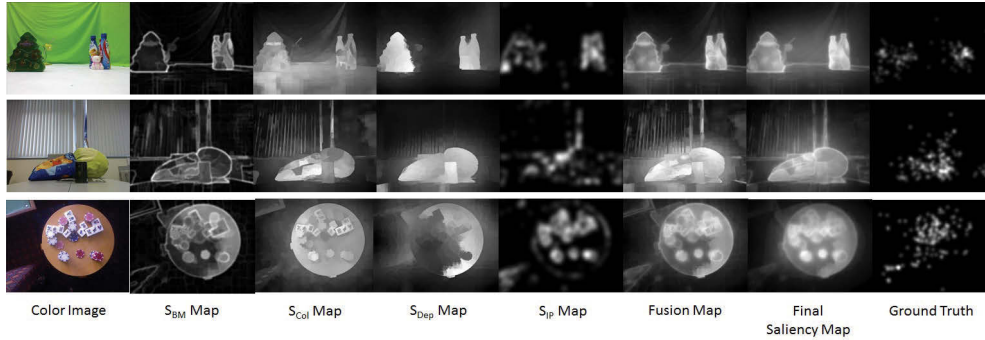 Color Image
S_BM Map
S_Col Map
S_Dep Map
S_IP Map
Fusion Map
Final
Saliency Map
Ground Truth